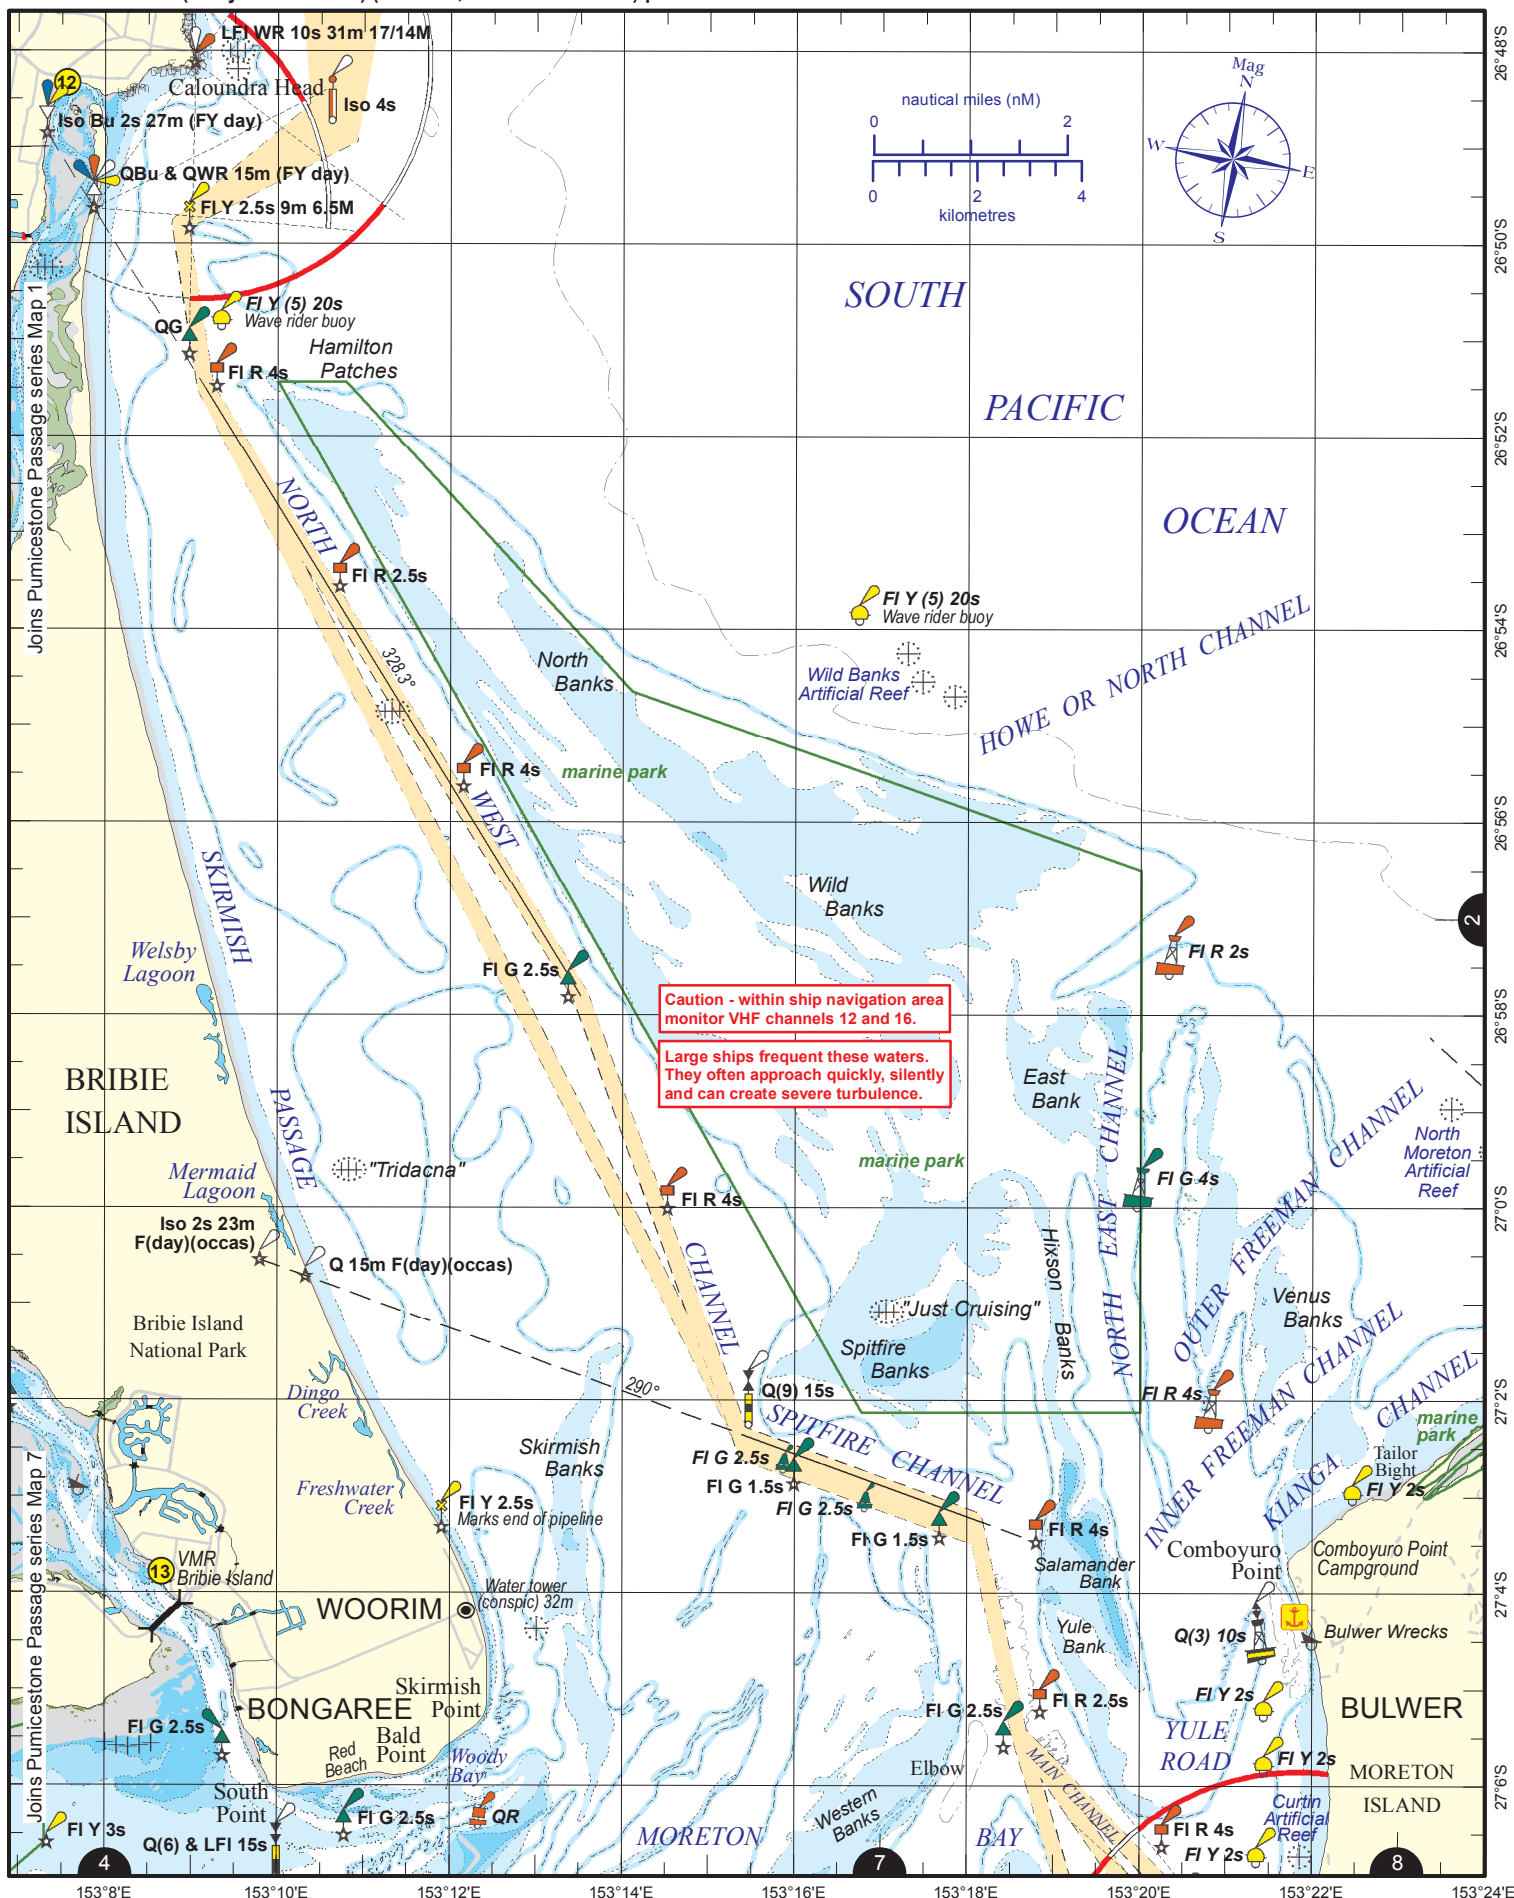 LFl WR 10s 31m 17/14M
Caloundra Head
Iso 4s
12
Iso Bu 2s 27m (FY day)
QBu & QWR 15m (FY day)
Fl Y 2.5s 9m 6.5M
nautical miles (nM)
0 2
0 2 4
kilometres
Mag
N
W
E
S
26°48'S
26°50'S
26°52'S
26°54'S
26°56'S
26°58'S
27°0'S
27°2'S
27°4'S
27°6'S
2
Joins Pumicestone Passage series Map 1
Fl Y (5) 20s
Wave rider buoy
QG
Fl R 4s
Hamilton
Patches
SOUTH
PACIFIC
OCEAN
NORTH
WEST
CHANNEL
Fl R 2.5s
328.3°
North
Banks
Fl Y (5) 20s
Wave rider buoy
Wild Banks
Artificial Reef
HOWE OR NORTH CHANNEL
Fl R 4s
marine park
Wild
Banks
SKIRMISH
PASSAGE
Welsby
Lagoon
Fl G 2.5s
Fl R 2s
Caution - within ship navigation area
monitor VHF channels 12 and 16.
Large ships frequent these waters.
They often approach quickly, silently
and can create severe turbulence.
East
Bank
NORTH EAST CHANNEL
BRIBIE
ISLAND
"Tridacna"
Mermaid
Lagoon
Iso 2s 23m
F(day)(occas)
Q 15m F(day)(occas)
marine park
Fl R 4s
Fl G 4s
North
Moreton
Artificial
Reef
OUTER FREEMAN CHANNEL
Hixson
Banks
Venus
Banks
"Just Cruising"
Spitfire
Banks
Bribie Island
National Park
290°
Q(9) 15s
SPITFIRE CHANNEL
Fl R 4s
INNER FREEMAN CHANNEL
KIANGA CHANNEL
marine
park
Tailor
Bight
Fl Y 2s
Dingo
Creek
Skirmish
Banks
Fl G 2.5s
Fl G 1.5s
Fl G 2.5s
Fl G 1.5s
Freshwater
Creek
Fl Y 2.5s
Marks end of pipeline
Fl R 4s
Salamander
Bank
Comboyuro
Point
Comboyuro Point
Campground
Joins Pumicestone Passage series Map 7
13
VMR
Bribie Island
WOORIM
Water tower
(conspic) 32m
Yule
Bank
Q(3) 10s
Bulwer Wrecks
Skirmish
Point
BONGAREE
Bald
Point
Fl G 2.5s
Red
Beach
Woody
Bay
Fl G 2.5s
Fl R 2.5s
Fl Y 2s
BULWER
YULE
ROAD
Fl Y 2s
Elbow
MAIN CHANNEL
MORETON
ISLAND
South
Point
Fl Y 3s
Q(6) & LFl 15s
Fl G 2.5s
QR
MORETON
BAY
Western
Banks
Fl R 4s
Curtin
Artificial
Reef
Fl Y 2s
4
7
8
153°8'E 153°10'E 153°12'E 153°14'E 153°16'E 153°18'E 153°20'E 153°22'E 153°24'E